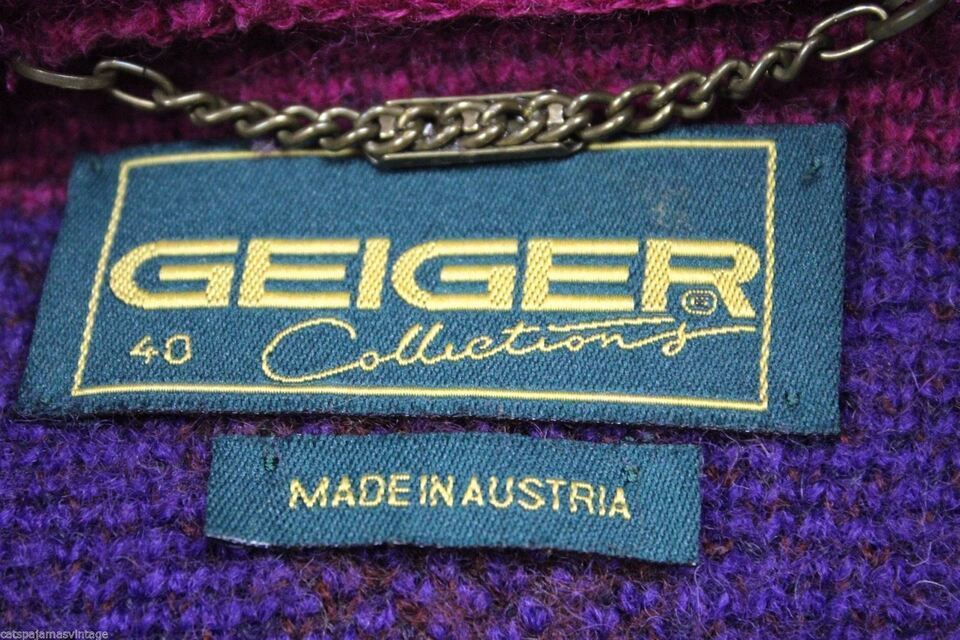 GEIGER®
40 Collections
MADE IN AUSTRIA
catspajamasvintage